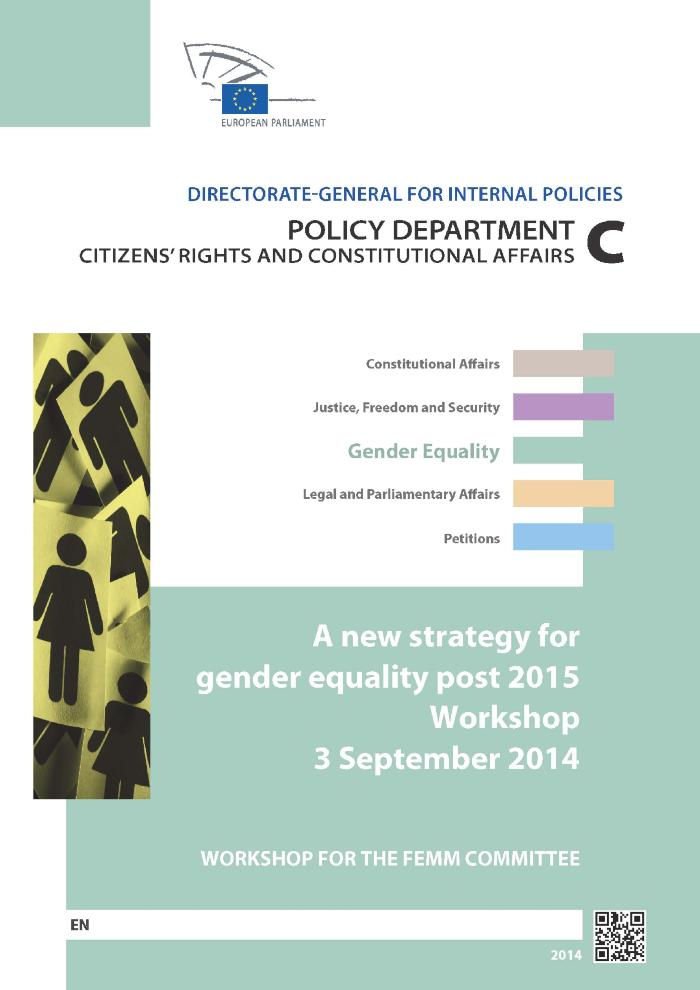 EUROPEAN PARLIAMENT
DIRECTORATE-GENERAL FOR INTERNAL POLICIES
POLICY DEPARTMENT C
CITIZENS' RIGHTS AND CONSTITUTIONAL AFFAIRS
Constitutional Affairs
Justice, Freedom and Security
Gender Equality
Legal and Parliamentary Affairs
Petitions
A new strategy for
gender equality post 2015
Workshop
3 September 2014
WORKSHOP FOR THE FEMM COMMITTEE
EN
2014